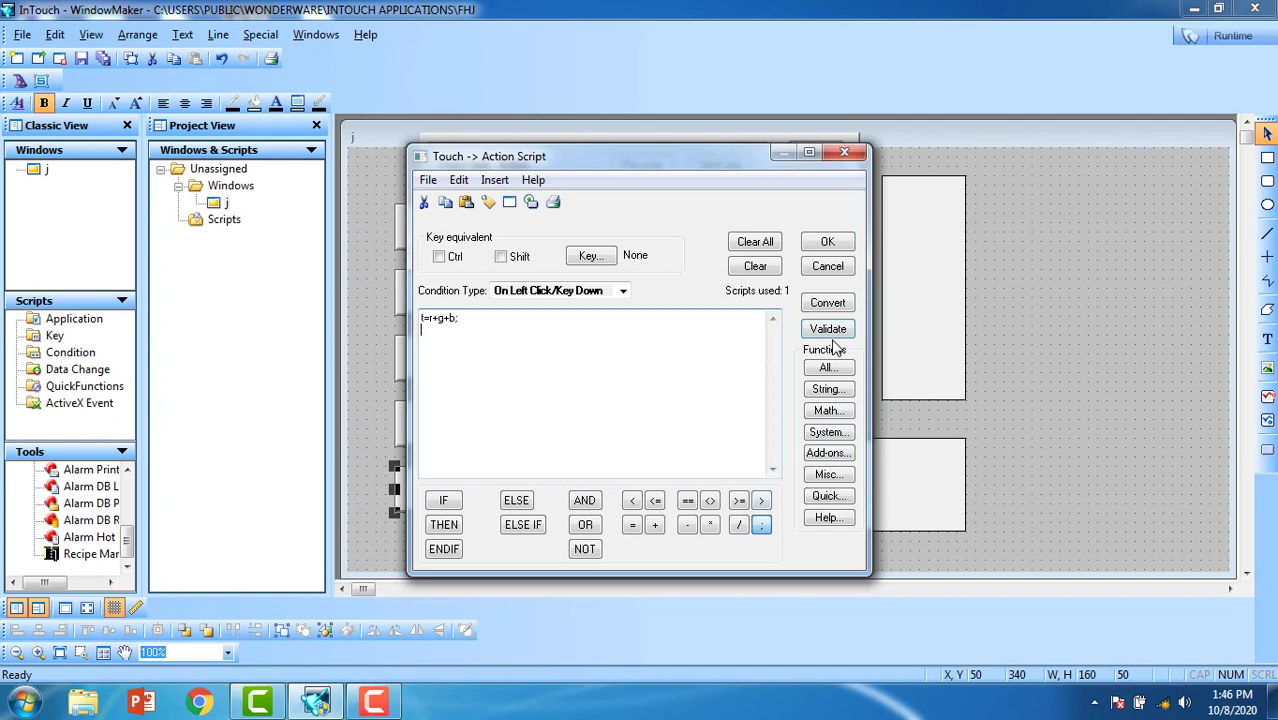 InTouch - WindowMaker - C:\USERS\PUBLIC\WONDERWARE\INTOUCH APPLICATIONS\FHJ
File Edit View Arrange Text Line Special Windows Help
Runtime
B I U A A A
Classic View
Project View
j
Windows
Windows & Scripts
j
Unassigned
Windows
j
Scripts
Scripts
Application
Key
Condition
Data Change
QuickFunctions
ActiveX Event
Tools
Alarm Print
Alarm DB L
Alarm DB P
Alarm DB R
Alarm Hot
Recipe Mar
Touch -> Action Script
File Edit Insert Help
Key equivalent
Ctrl Shift Key... None
Clear All OK
Clear Cancel
Condition Type: On Left Click/Key Down
Scripts used: 1
Convert
t=r+g+b;
Validate
Functions
All...
String...
Math...
System...
Add-ons...
Misc...
Quick...
Help...
IF ELSE AND < <= == <> >= >
THEN ELSE IF OR = + - * / ;
ENDIF NOT
100%
Ready
X, Y 50 340 W, H 160 50 CAP NUM SCRL
1:46 PM
10/8/2020